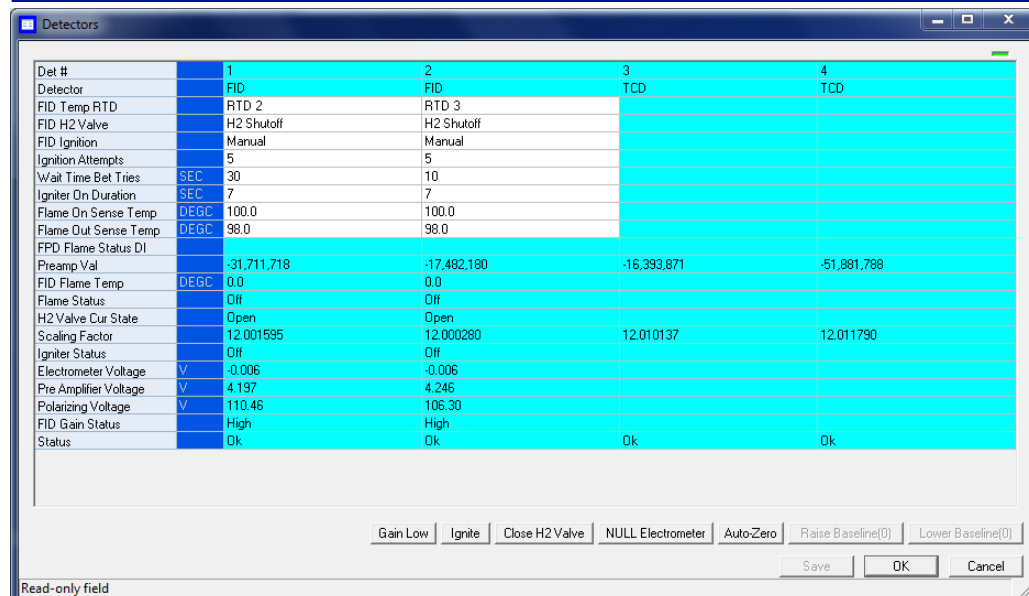 Detectors
Det # 1 2 3 4
Detector FID FID TCD TCD
FID Temp RTD RTD 2 RTD 3
FID H2 Valve H2 Shutoff H2 Shutoff
FID Ignition Manual Manual
Ignition Attempts 5 5
Wait Time Bet Tries SEC 30 10
Igniter On Duration SEC 7 7
Flame On Sense Temp DEGC 100.0 100.0
Flame Out Sense Temp DEGC 98.0 98.0
FPD Flame Status DI
Preamp Val -31,711,718 -17,482,180 -16,393,871 -51,881,788
FID Flame Temp DEGC 0.0 0.0
Flame Status Off Off
H2 Valve Cur State Open Open
Scaling Factor 12.001595 12.000280 12.010137 12.011790
Igniter Status Off Off
Electrometer Voltage V -0.006 -0.006
Pre Amplifier Voltage V 4.197 4.246
Polarizing Voltage V 110.46 106.30
FID Gain Status High High
Status Ok Ok Ok Ok
Gain Low Ignite Close H2 Valve NULL Electrometer Auto-Zero Raise Baseline(0) Lower Baseline(0)
Save OK Cancel
Read-only field